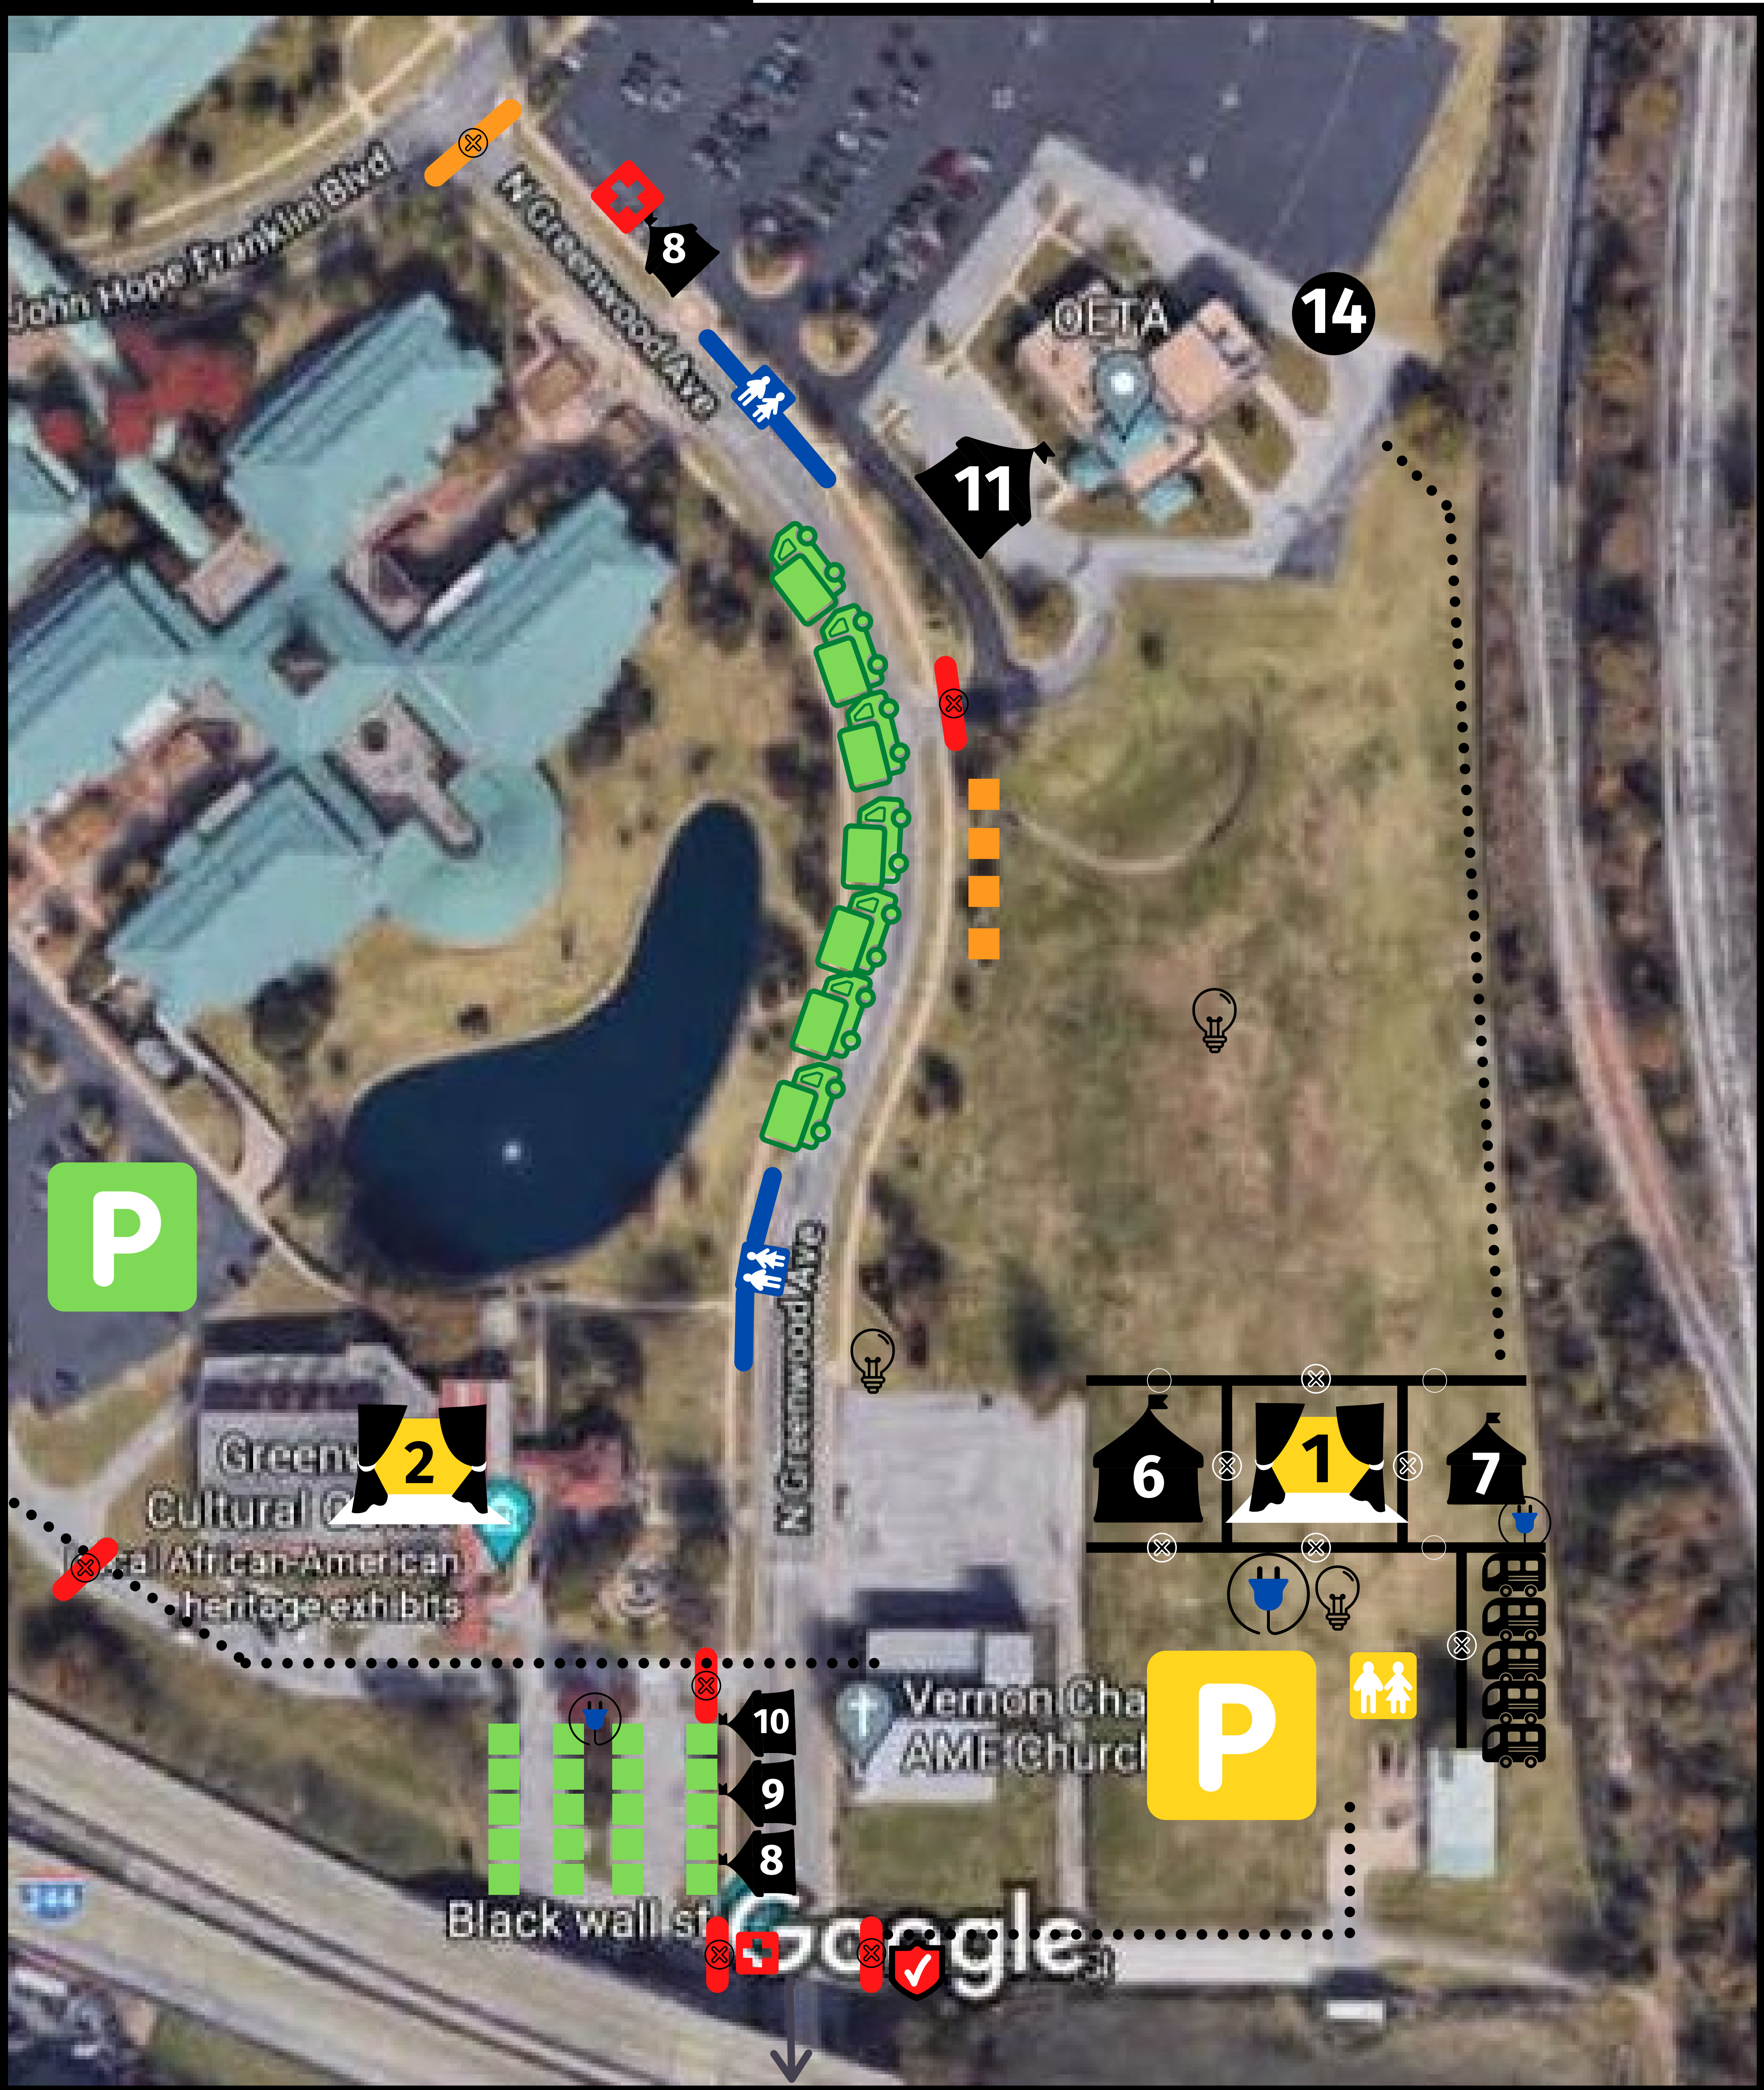 John Hope Franklin Blvd
N Greenwood Ave
8
14
OETA
11
P
N Greenwood Ave
2
Cultural
African-American
heritage exhibits
6
1
7
10
9
8
Vernon
AME Church
P
Black wall st
Google